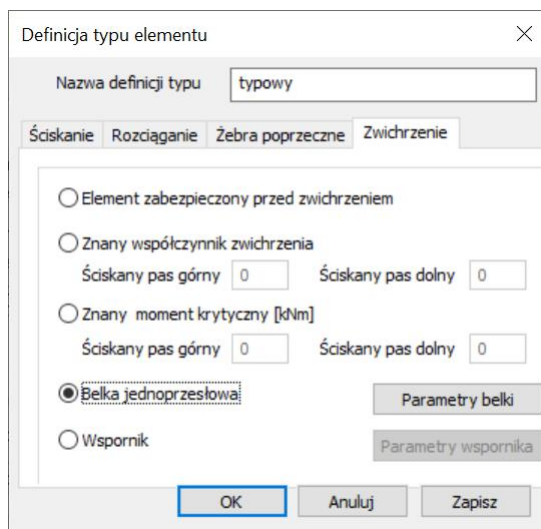 Definicja typu elementu
Nazwa definicji typu typowy
Ściskanie Rozciąganie Żebra poprzeczne Zwichrzenie
Element zabezpieczony przed zwichrzeniem
Znany współczynnik zwichrzenia
Ściskany pas górny 0 Ściskany pas dolny 0
Znany moment krytyczny [kNm]
Ściskany pas górny 0 Ściskany pas dolny 0
Belka jednoprzesłowa Parametry belki
Wspornik Parametry wspornika
OK Anuluj Zapisz